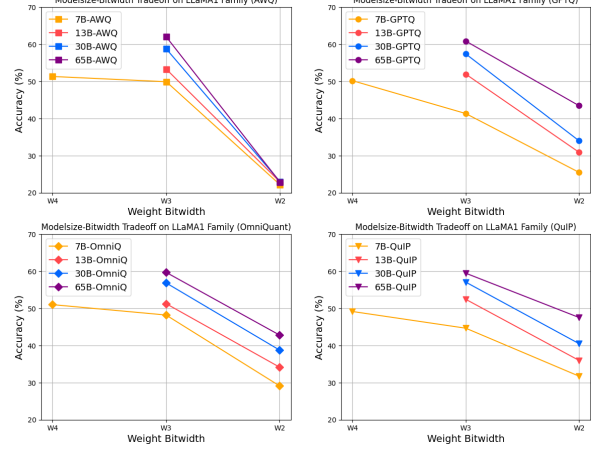 Modelsize-Bitwidth Tradeoff on LLaMA1 Family (AWQ)
70
60
50
40
30
20
Accuracy (%)
7B-AWQ
13B-AWQ
30B-AWQ
65B-AWQ
W4
W3
W2
Weight Bitwidth
Modelsize-Bitwidth Tradeoff on LLaMA1 Family (GPTQ)
70
60
50
40
30
20
Accuracy (%)
7B-GPTQ
13B-GPTQ
30B-GPTQ
65B-GPTQ
W4
W3
W2
Weight Bitwidth
Modelsize-Bitwidth Tradeoff on LLaMA1 Family (OmniQuant)
70
60
50
40
30
20
Accuracy (%)
7B-OmniQ
13B-OmniQ
30B-OmniQ
65B-OmniQ
W4
W3
W2
Weight Bitwidth
Modelsize-Bitwidth Tradeoff on LLaMA1 Family (QuIP)
70
60
50
40
30
20
Accuracy (%)
7B-QuIP
13B-QuIP
30B-QuIP
65B-QuIP
W4
W3
W2
Weight Bitwidth